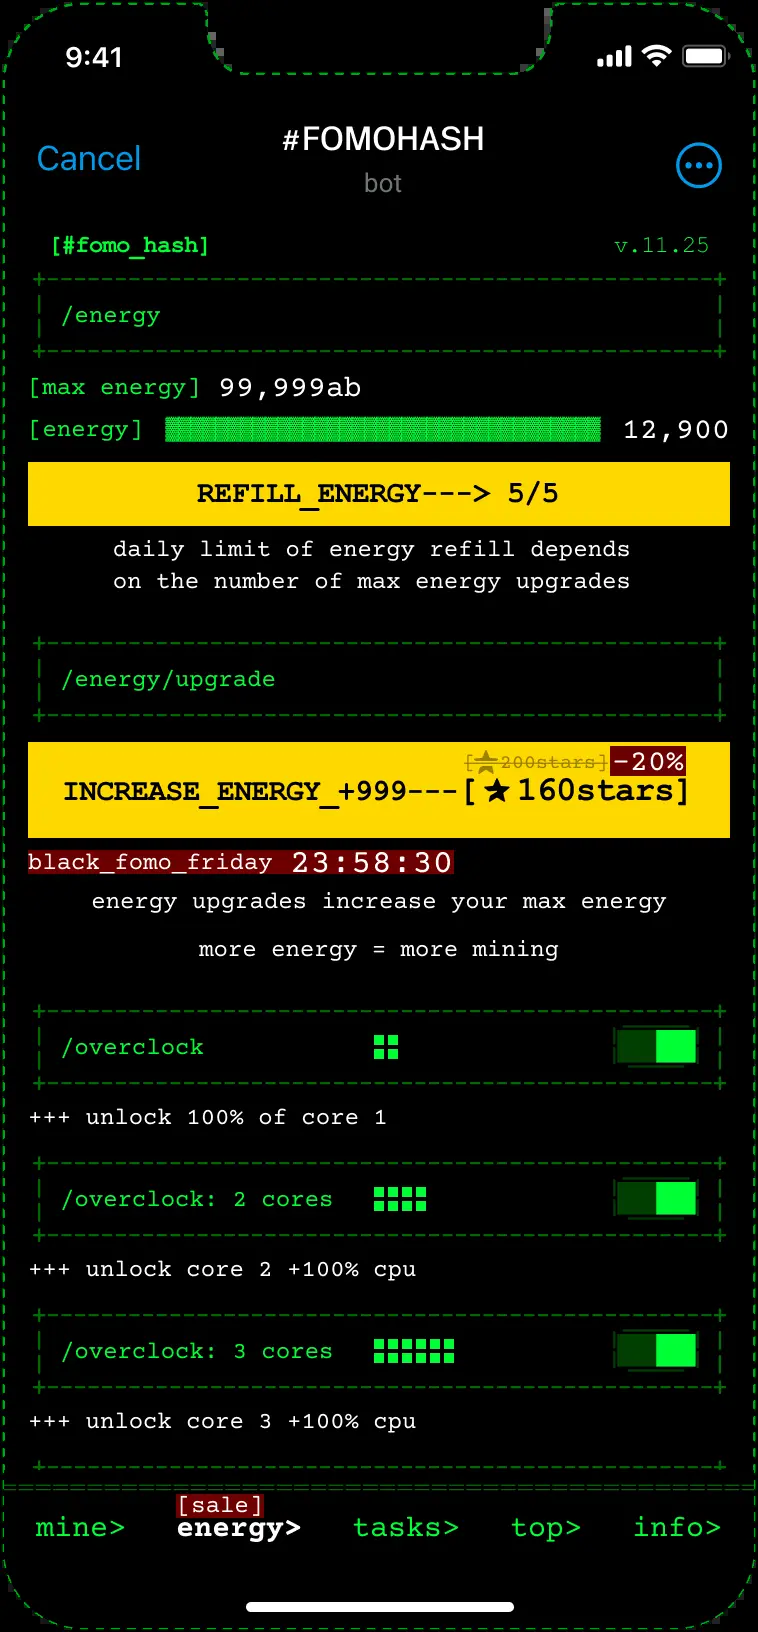 9:41
Cancel
#FOMOHASH
bot
[#fomo_hash]
v.11.25
/energy
[max energy] 99,999ab
[energy] 12,900
REFILL_ENERGY---> 5/5
daily limit of energy refill depends
on the number of max energy upgrades
/energy/upgrade
[★200stars] -20%
INCREASE_ENERGY_+999---[★160stars]
black_fomo_friday 23:58:30
energy upgrades increase your max energy
more energy = more mining
/overclock
+++ unlock 100% of core 1
/overclock: 2 cores
+++ unlock core 2 +100% cpu
/overclock: 3 cores
+++ unlock core 3 +100% cpu
[sale]
mine> energy> tasks> top> info>